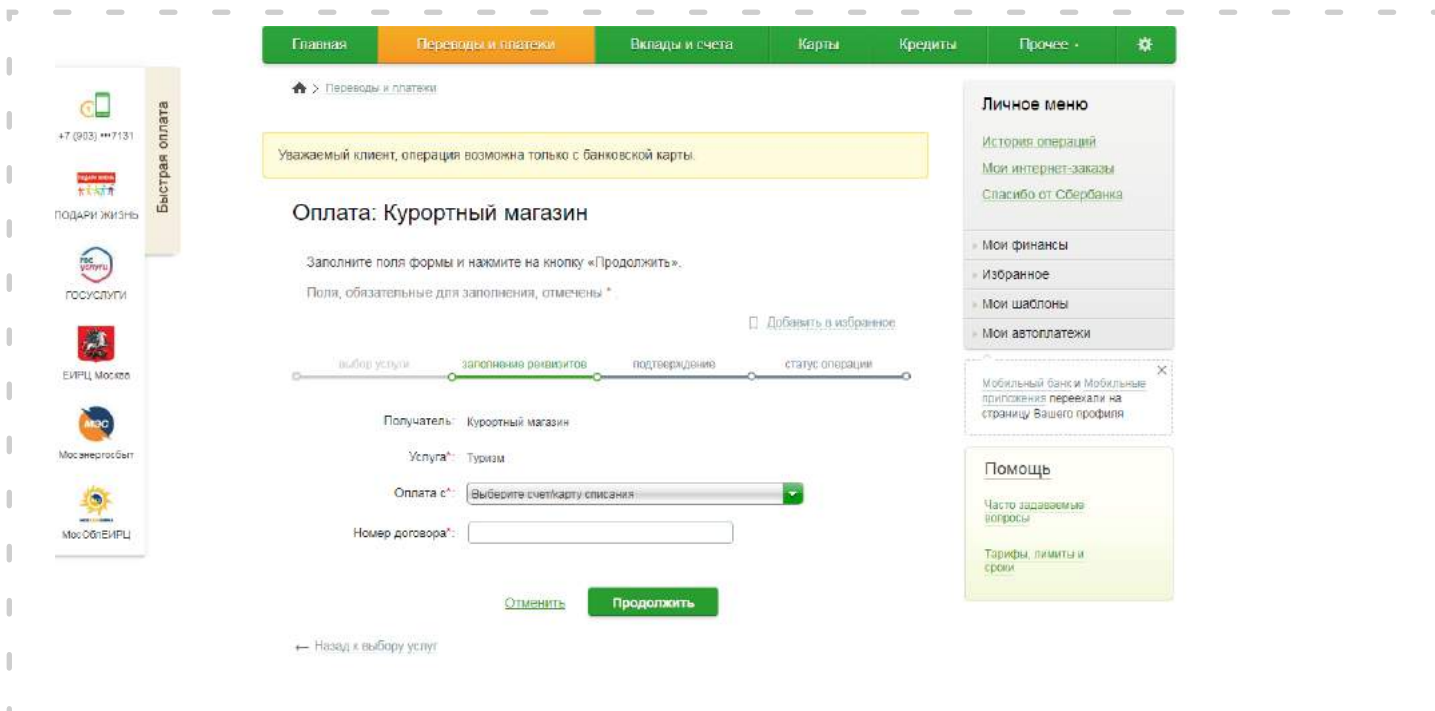 Главная Переводы и платежи Вклады и счета Карты Кредиты Прочее
> Переводы и платежи
+7 (903) ***7131
Быстрая оплата
ПОДАРИ ЖИЗНЬ
гос услуги
ГОСУСЛУГИ
ЕИРЦ Москва
МЭС
Мосэнергосбыт
МосОблЕИРЦ
Уважаемый клиент, операция возможна только с банковской карты.
Оплата: Курортный магазин
Заполните поля формы и нажмите на кнопку «Продолжить».
Поля, обязательные для заполнения, отмечены *.
Добавить в избранное
выбор услуги заполнение реквизитов подтверждение статус операции
Получатель: Курортный магазин
Услуга*: Туризм
Оплата с*: Выберите счет/карту списания
Номер договора*:
Отменить Продолжить
← Назад к выбору услуг
Личное меню
История операций
Мои интернет-заказы
Спасибо от Сбербанка
Мои финансы
Избранное
Мои шаблоны
Мои автоплатежи
Мобильный банк и Мобильные
приложения переехали на
страницу Вашего профиля
Помощь
Часто задаваемые
вопросы
Тарифы, лимиты и
сроки